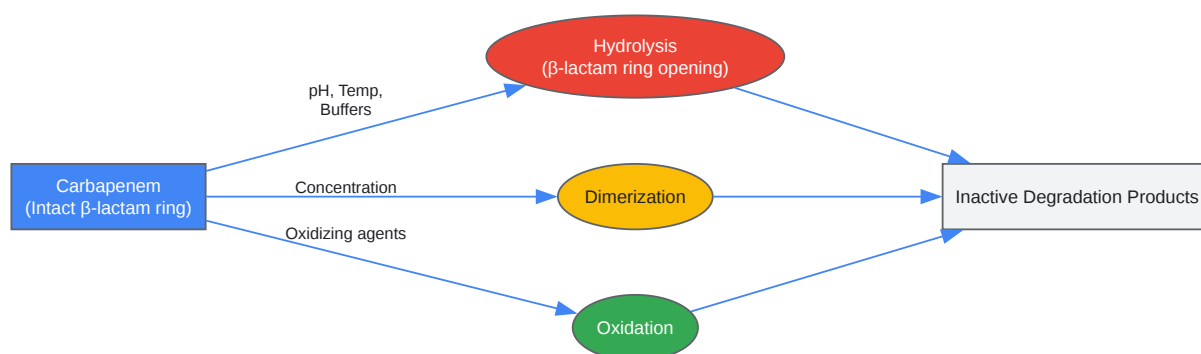 Hydrolysis
(β-lactam ring opening)
pH, Temp,
Buffers
Carbapenem
(Intact β-lactam ring)
Concentration
Dimerization
Inactive Degradation Products
Oxidizing agents
Oxidation